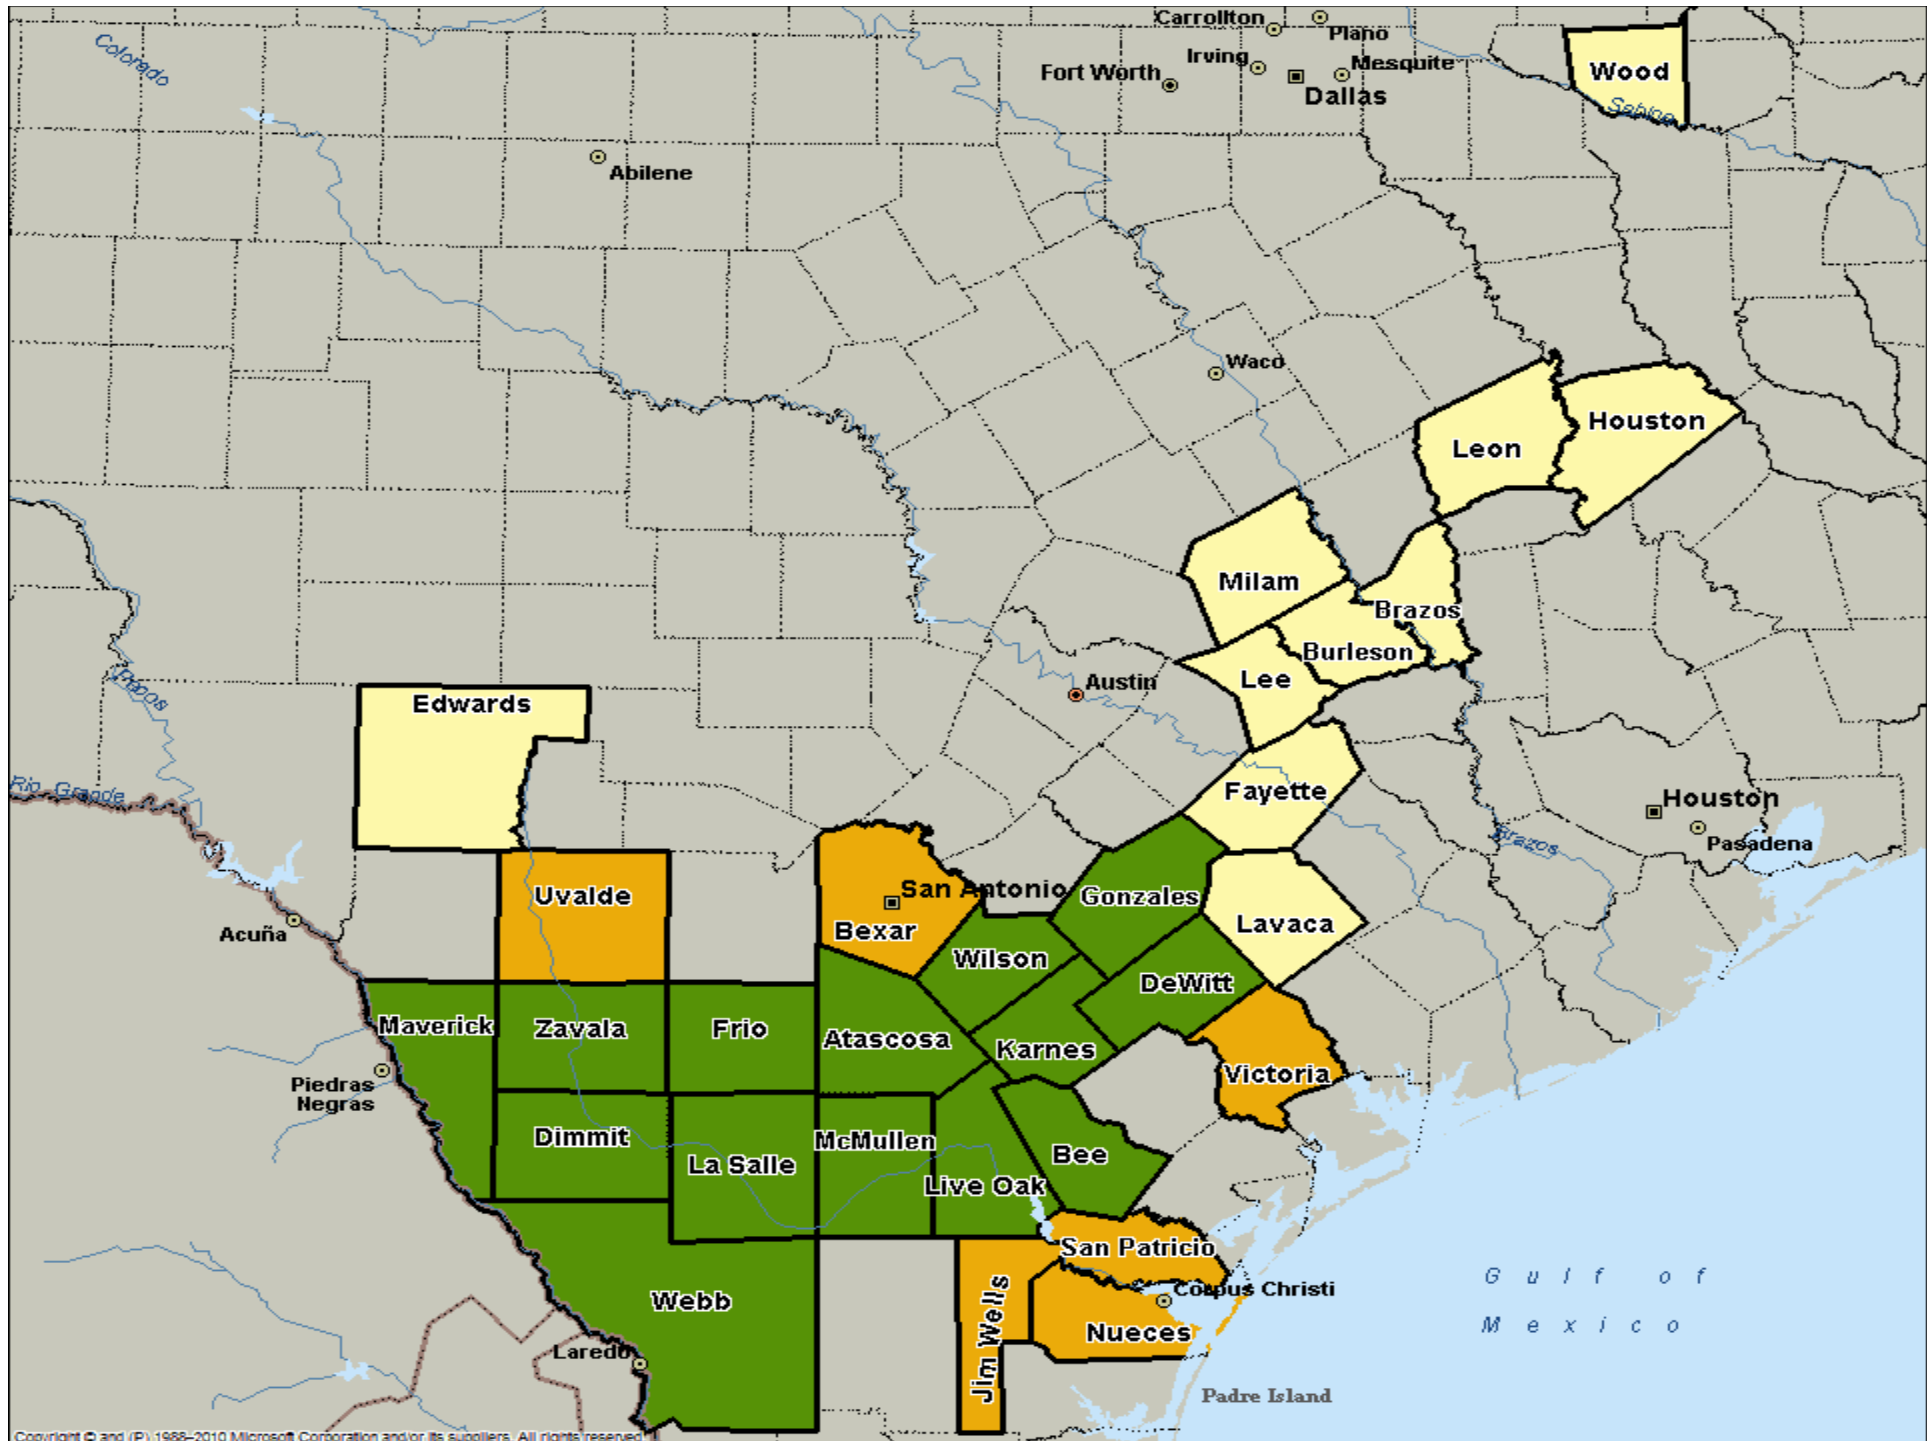 Carrollton
Plano
Irving
Mesquite
Fort Worth
Dallas
Wood
Sabine
Colorado
Abilene
Waco
Houston
Leon
Milam
Brazos
Burleson
Lee
Austin
Pecos
Edwards
Rio Grande
Fayette
Houston
Brazos
Pasadena
Uvalde
San Antonio
Bexar
Gonzales
Lavaca
Acuña
Wilson
DeWitt
Maverick
Zavala
Frio
Atascosa
Karnes
Victoria
Piedras
Negras
Dimmit
McMullen
La Salle
Bee
Live Oak
San Patricio
Gulf of
Mexico
Corpus Christi
Webb
Jim Wells
Nueces
Laredo
Padre Island
Copyright © and (P) 1988–2010 Microsoft Corporation and/or its suppliers. All rights reserved.